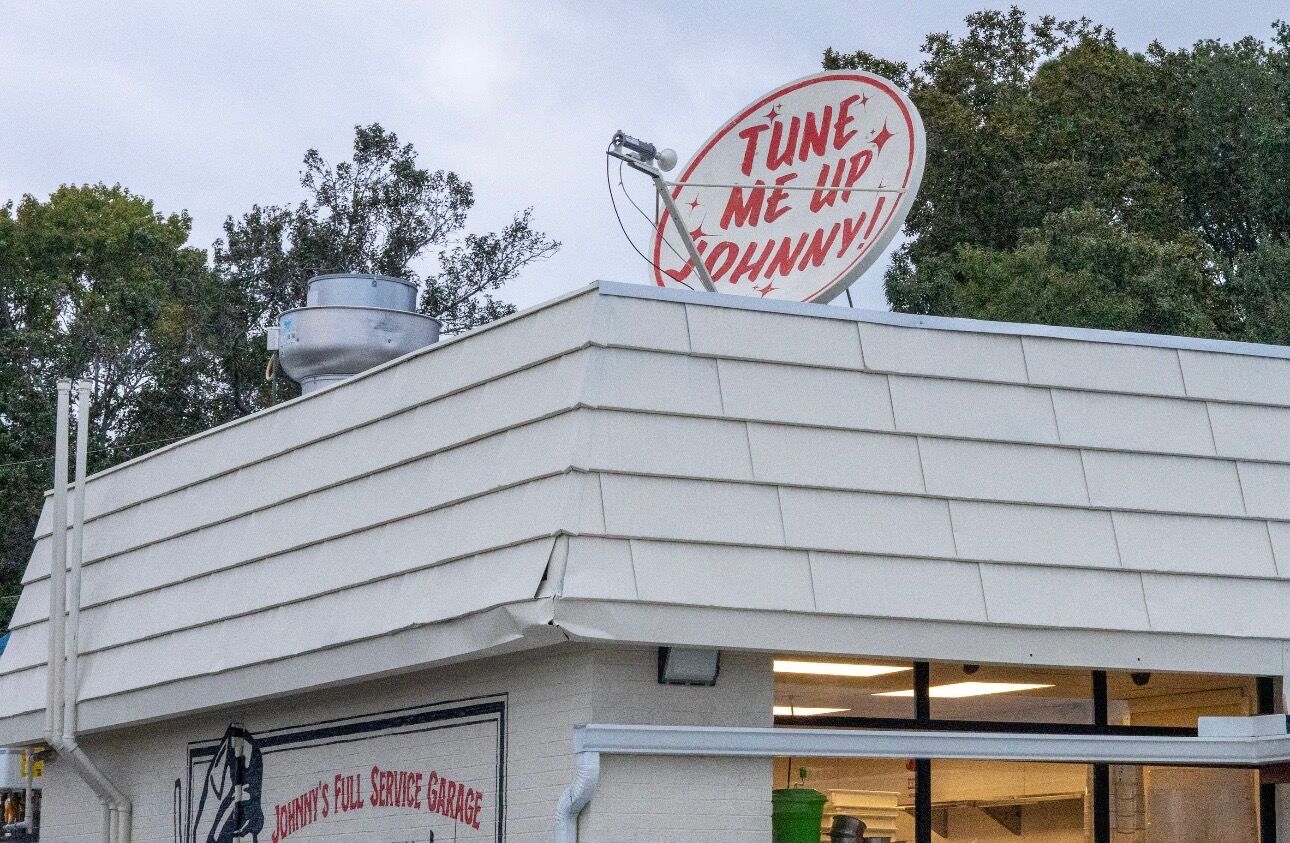 TUNE
ME UP
JOHNNY!
JOHNNY'S FULL SERVICE GARAGE